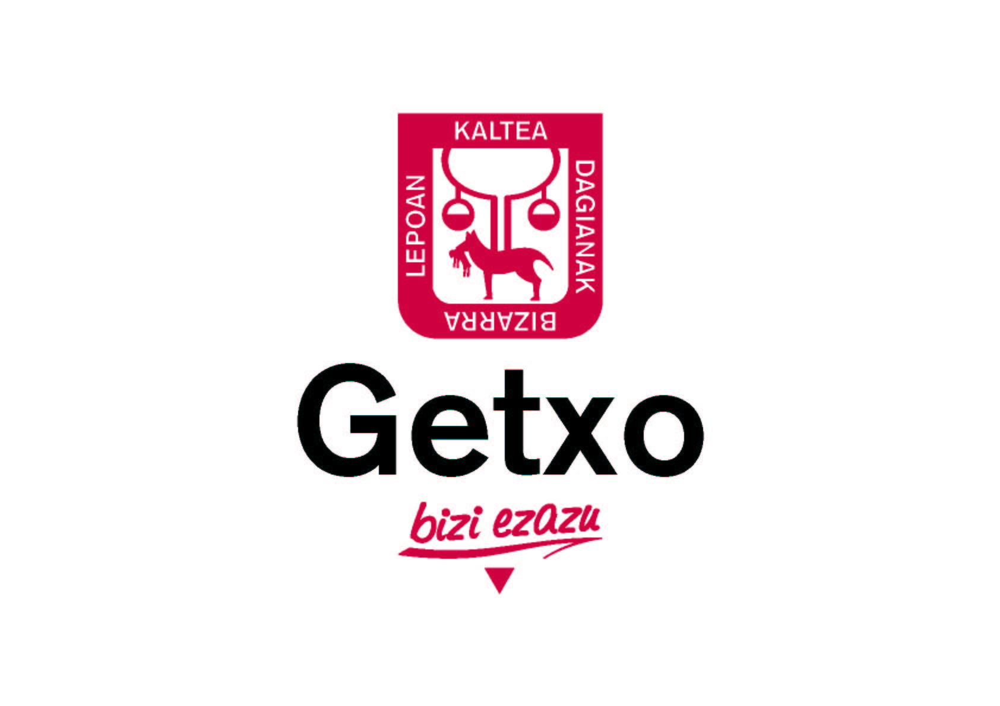 KALTEA
DAGIANAK
BIZARRA
LEPOAN
Getxo
bizi ezazu